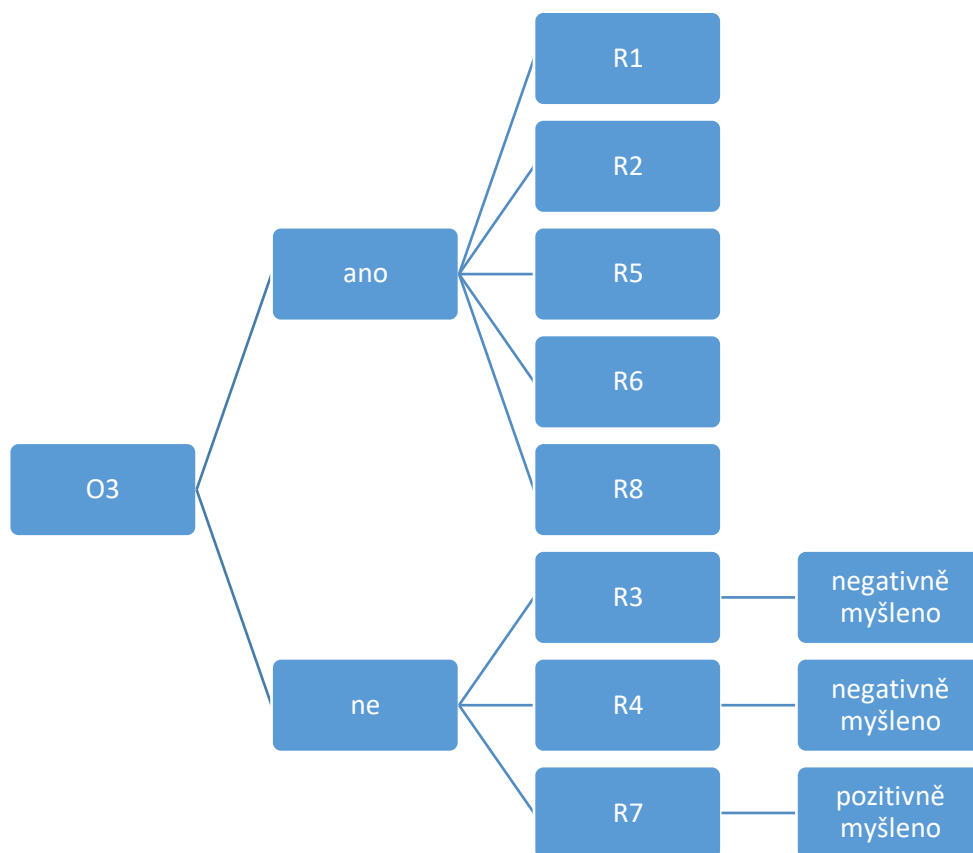 R1
R2
ano
R5
R6
O3
R8
R3
negativně
myšleno
ne
R4
negativně
myšleno
R7
pozitivně
myšleno